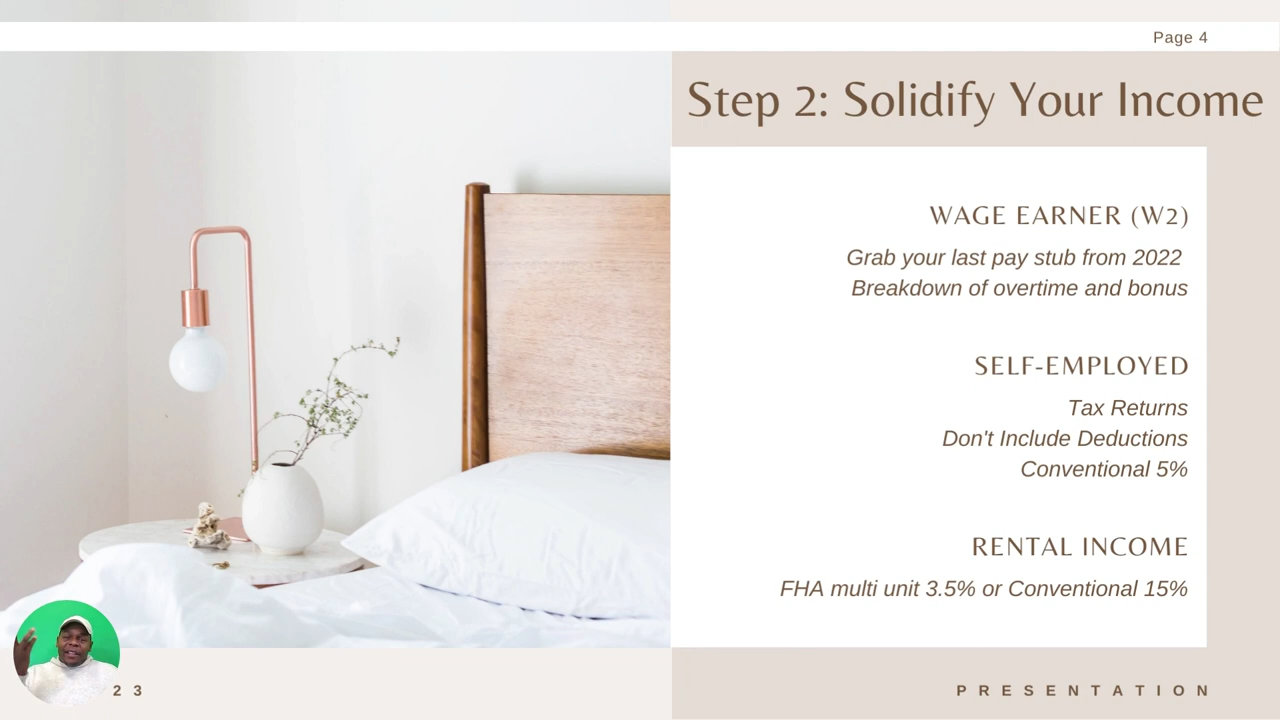 Page 4
Step 2: Solidify Your Income
WAGE EARNER (W2)
Grab your last pay stub from 2022
Breakdown of overtime and bonus
SELF-EMPLOYED
Tax Returns
Don't Include Deductions
Conventional 5%
RENTAL INCOME
FHA multi unit 3.5% or Conventional 15%
23
PRESENTATION